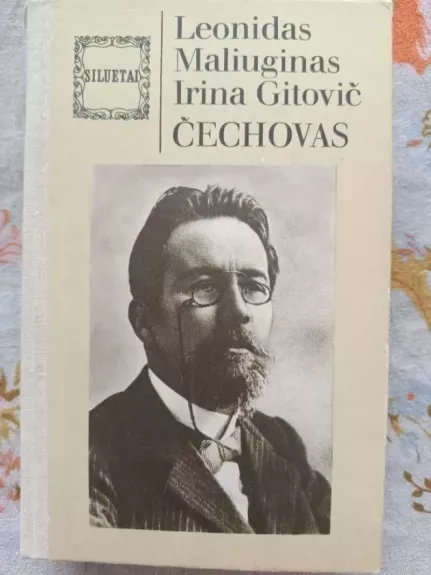 SILUETAI
Leonidas
Maliuginas
Irina Gitovič
ČECHOVAS